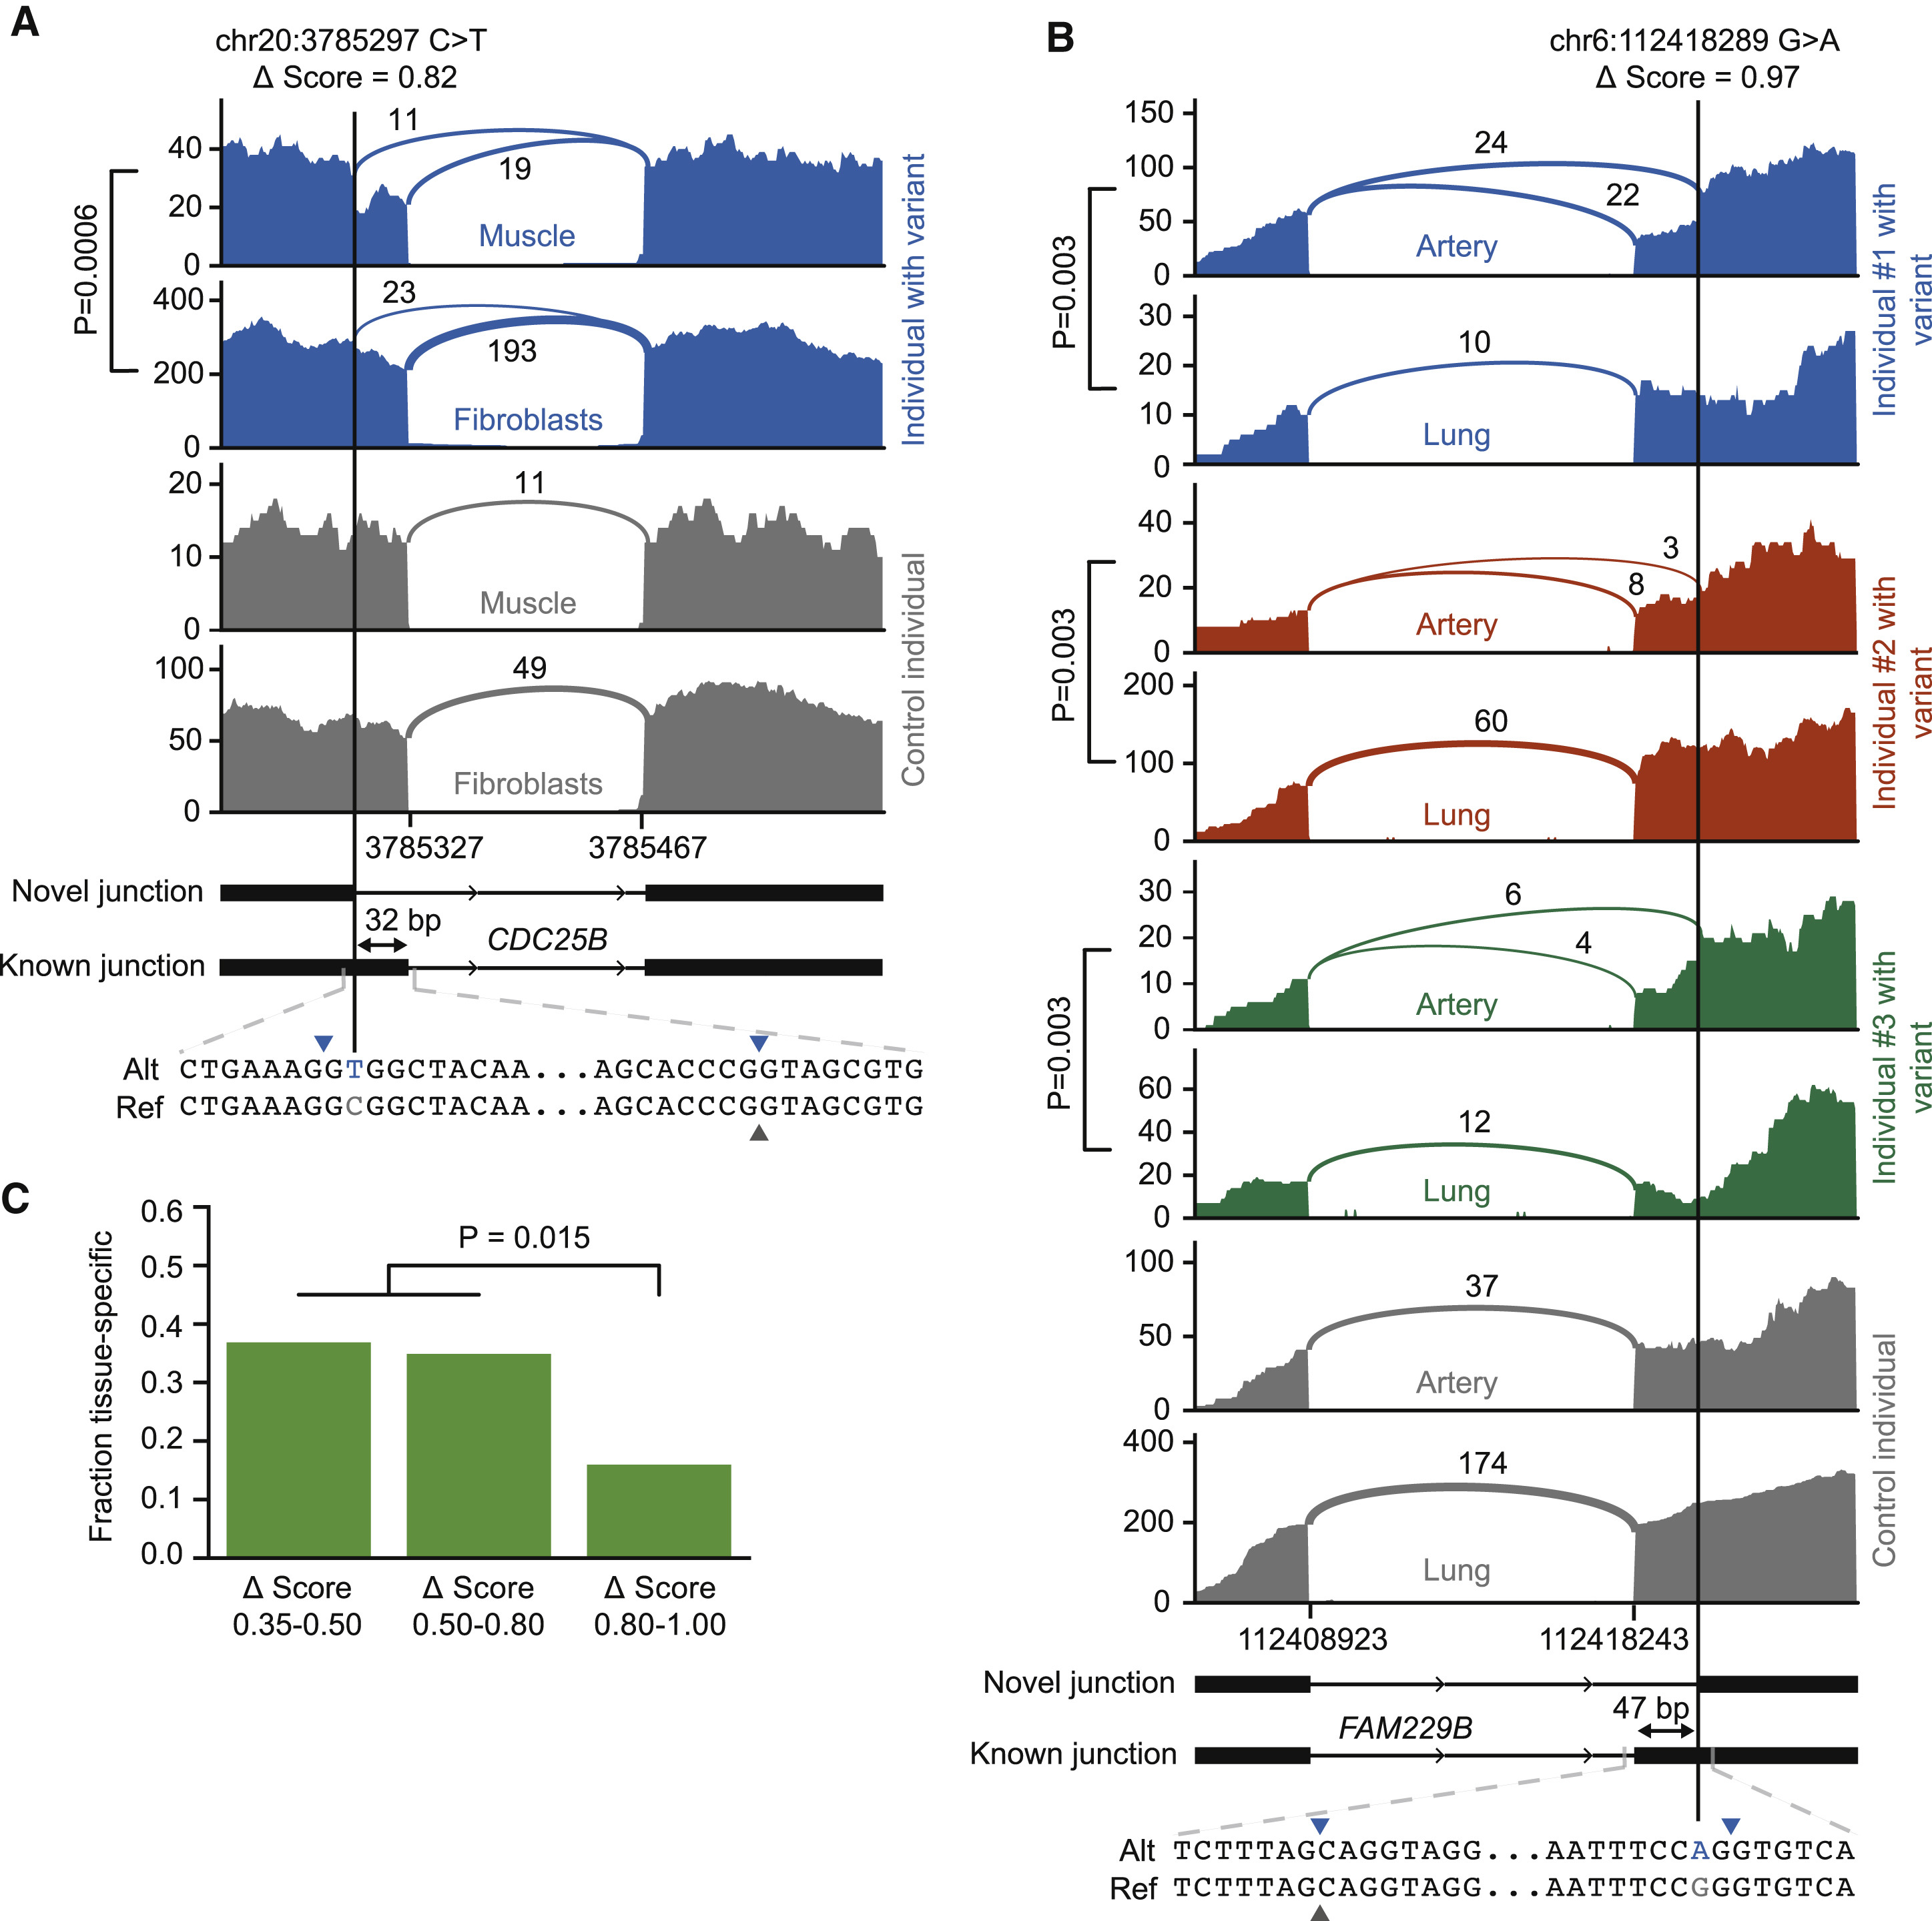 A
chr20:3785297 C>T
Δ Score = 0.82
11
40
19
20
Muscle
0
P=0.0006
400
23
193
200
Fibroblasts
0
Individual with variant
20
11
10
Muscle
0
100
49
50
Fibroblasts
0
Control individual
3785327
3785467
Novel junction
32 bp
CDC25B
Known junction
Alt CTGAAAGGTGGCTACAA...AGCACCCGGTAGCGTG
Ref CTGAAAGGCGGCTACAA...AGCACCCGGTAGCGTG
B
chr6:112418289 G>A
Δ Score = 0.97
150
100
50
0
24
22
Artery
P=0.003
30
20
10
0
10
Lung
Individual #1 with
variant
40
20
0
3
8
Artery
P=0.003
200
100
0
60
Lung
Individual #2 with
variant
30
20
10
0
6
4
Artery
P=0.003
60
40
20
0
12
Lung
Individual #3 with
variant
100
50
0
37
Artery
400
200
0
174
Lung
Control individual
112408923
112418243
Novel junction
47 bp
FAM229B
Known junction
Alt TCTTTAGCAGGTAGG...AATTTCCAGGTGTCA
Ref TCTTTAGCAGGTAGG...AATTTCCGGGTGTCA
C
Fraction tissue-specific
0.6
0.5
0.4
0.3
0.2
0.1
0.0
P = 0.015
Δ Score
0.35-0.50
Δ Score
0.50-0.80
Δ Score
0.80-1.00